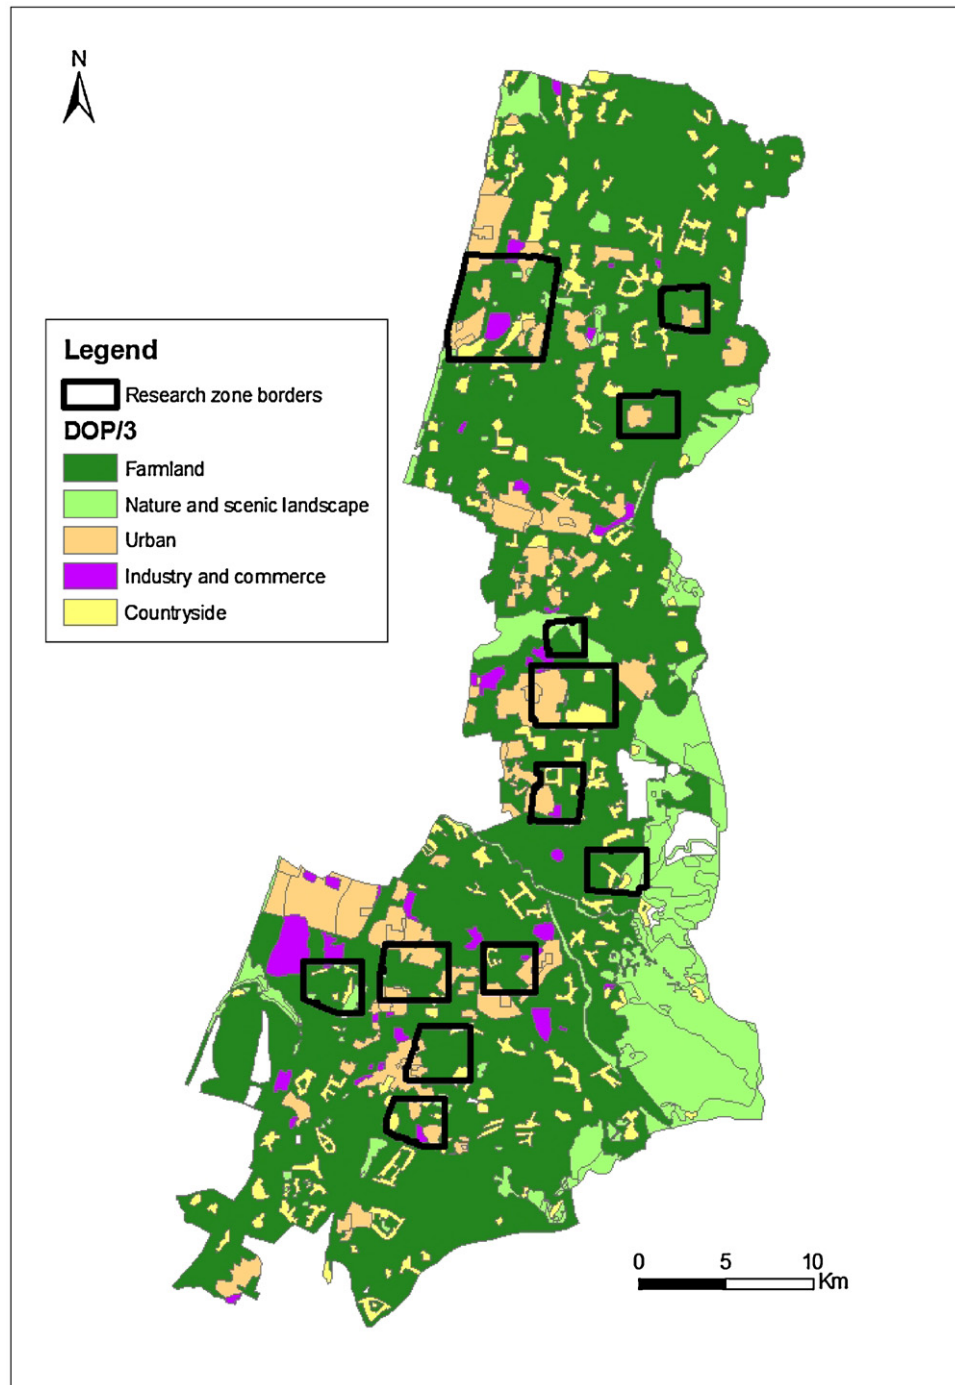 N
Legend
Research zone borders
DOP/3
Farmland
Nature and scenic landscape
Urban
Industry and commerce
Countryside
0 5 10
Km